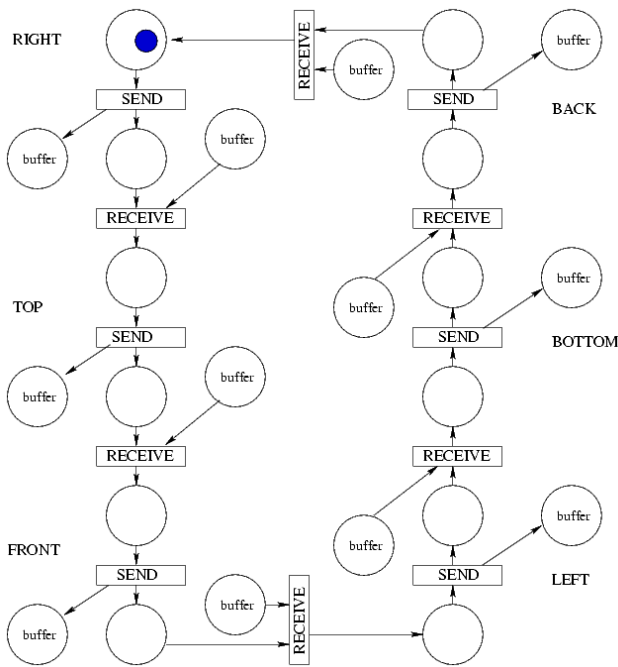 RIGHT
RECEIVE
buffer
buffer
SEND
SEND
BACK
buffer
buffer
RECEIVE
RECEIVE
TOP
buffer
buffer
SEND
SEND
BOTTOM
buffer
buffer
RECEIVE
RECEIVE
FRONT
buffer
buffer
SEND
SEND
LEFT
buffer
RECEIVE
buffer